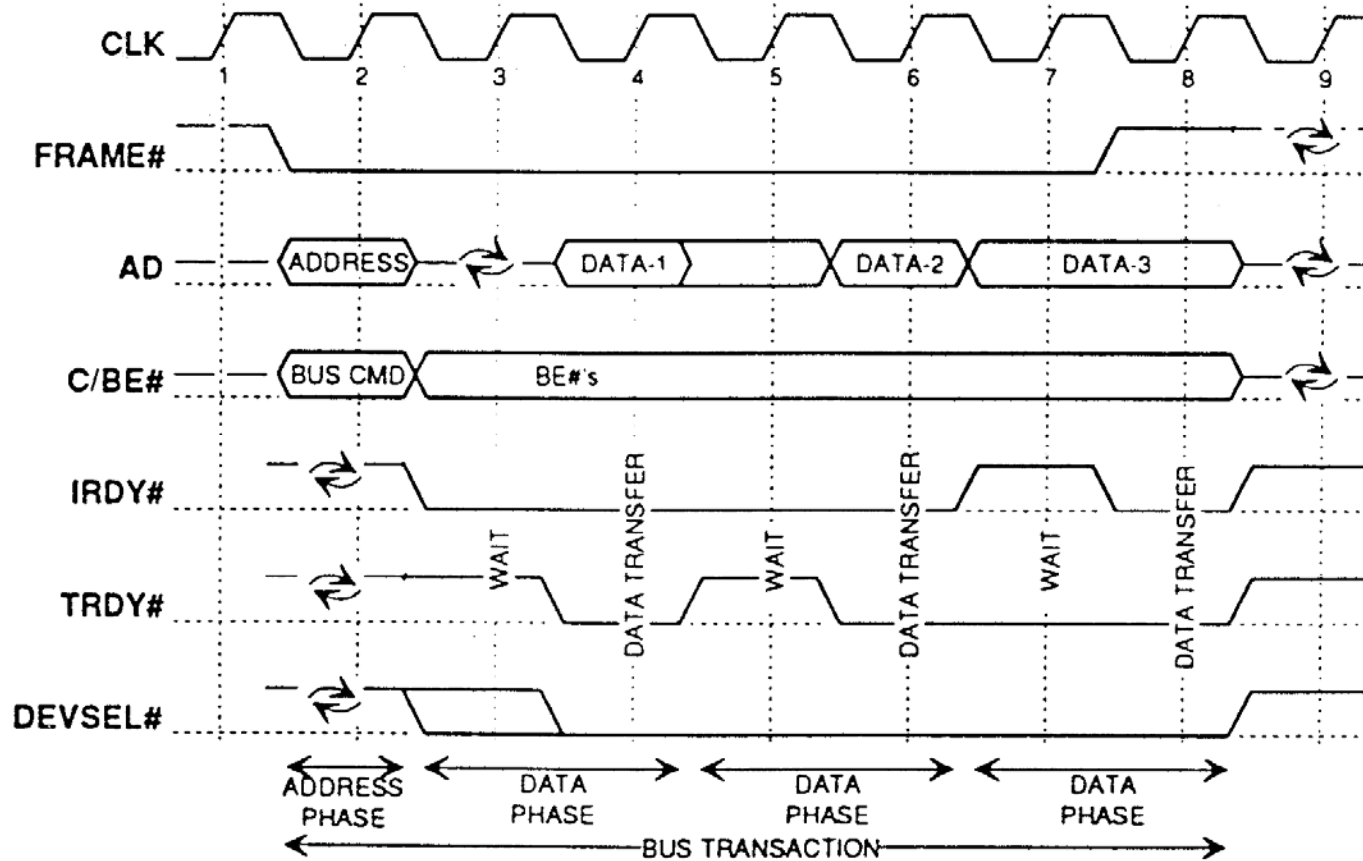 CLK
1 2 3 4 5 6 7 8 9
FRAME#
AD
ADDRESS DATA-1 DATA-2 DATA-3
C/BE#
BUS CMD BE#'s
IRDY#
TRDY#
WAIT
DATA TRANSFER
WAIT
DATA TRANSFER
WAIT
DATA TRANSFER
DEVSEL#
ADDRESS
PHASE
DATA
PHASE
DATA
PHASE
DATA
PHASE
BUS TRANSACTION